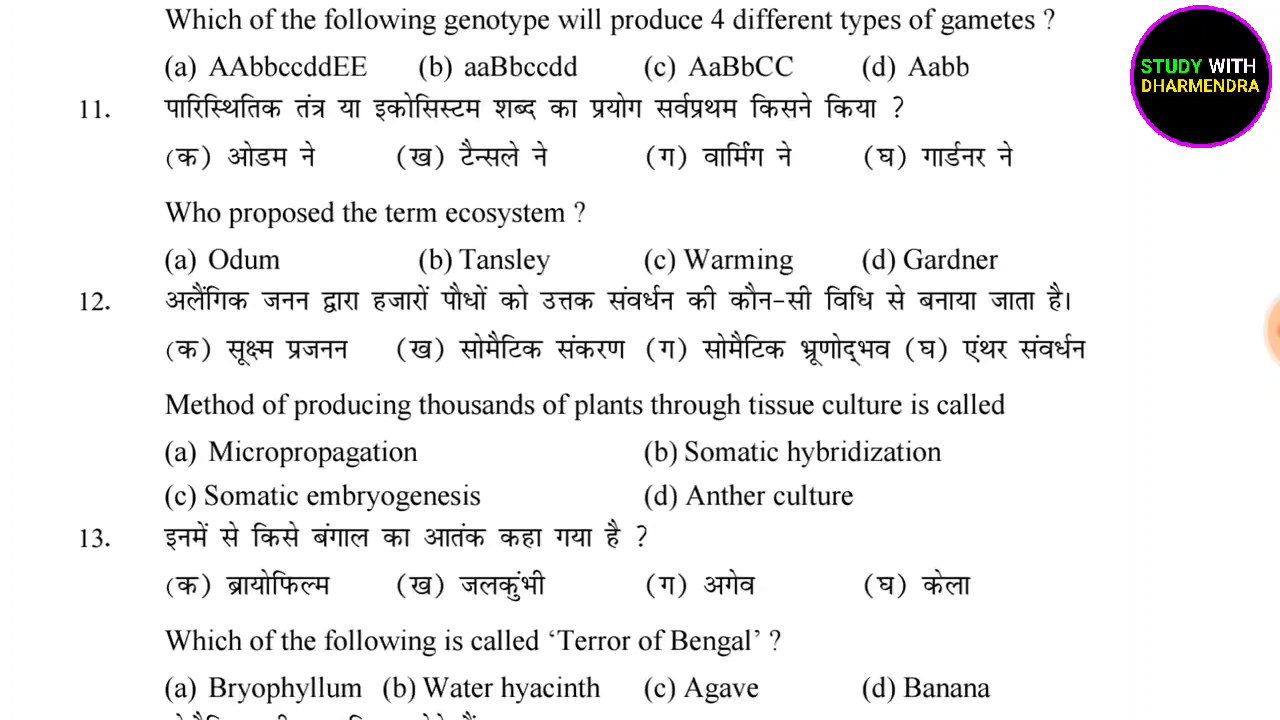 Which of the following genotype will produce 4 different types of gametes ?
(a) AAbbccddEE (b) aaBbccdd (c) AaBbCC (d) Aabb
STUDY WITH
DHARMENDRA
11. पारिस्थितिक तंत्र या इकोसिस्टम शब्द का प्रयोग सर्वप्रथम किसने किया ?
(क) ओडम ने (ख) टैन्सले ने (ग) वार्मिंग ने (घ) गार्डनर ने
Who proposed the term ecosystem ?
(a) Odum (b) Tansley (c) Warming (d) Gardner
12. अलैंगिक जनन द्वारा हजारों पौधों को उत्तक संवर्धन की कौन-सी विधि से बनाया जाता है।
(क) सूक्ष्म प्रजनन (ख) सोमैटिक संकरण (ग) सोमैटिक भ्रूणोद्भव (घ) एंथर संवर्धन
Method of producing thousands of plants through tissue culture is called
(a) Micropropagation (b) Somatic hybridization
(c) Somatic embryogenesis (d) Anther culture
13. इनमें से किसे बंगाल का आतंक कहा गया है ?
(क) ब्रायोफिल्म (ख) जलकुंभी (ग) अगेव (घ) केला
Which of the following is called ‘Terror of Bengal’ ?
(a) Bryophyllum (b) Water hyacinth (c) Agave (d) Banana